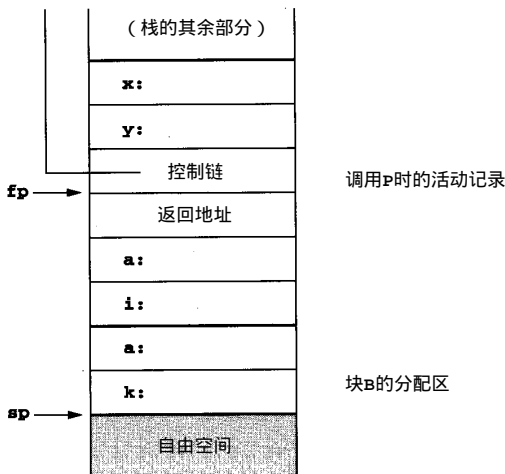 （栈的其余部分）
x:
y:
控制链
调用P时的活动记录
fp
返回地址
a:
i:
a:
k:
块B的分配区
sp
自由空间